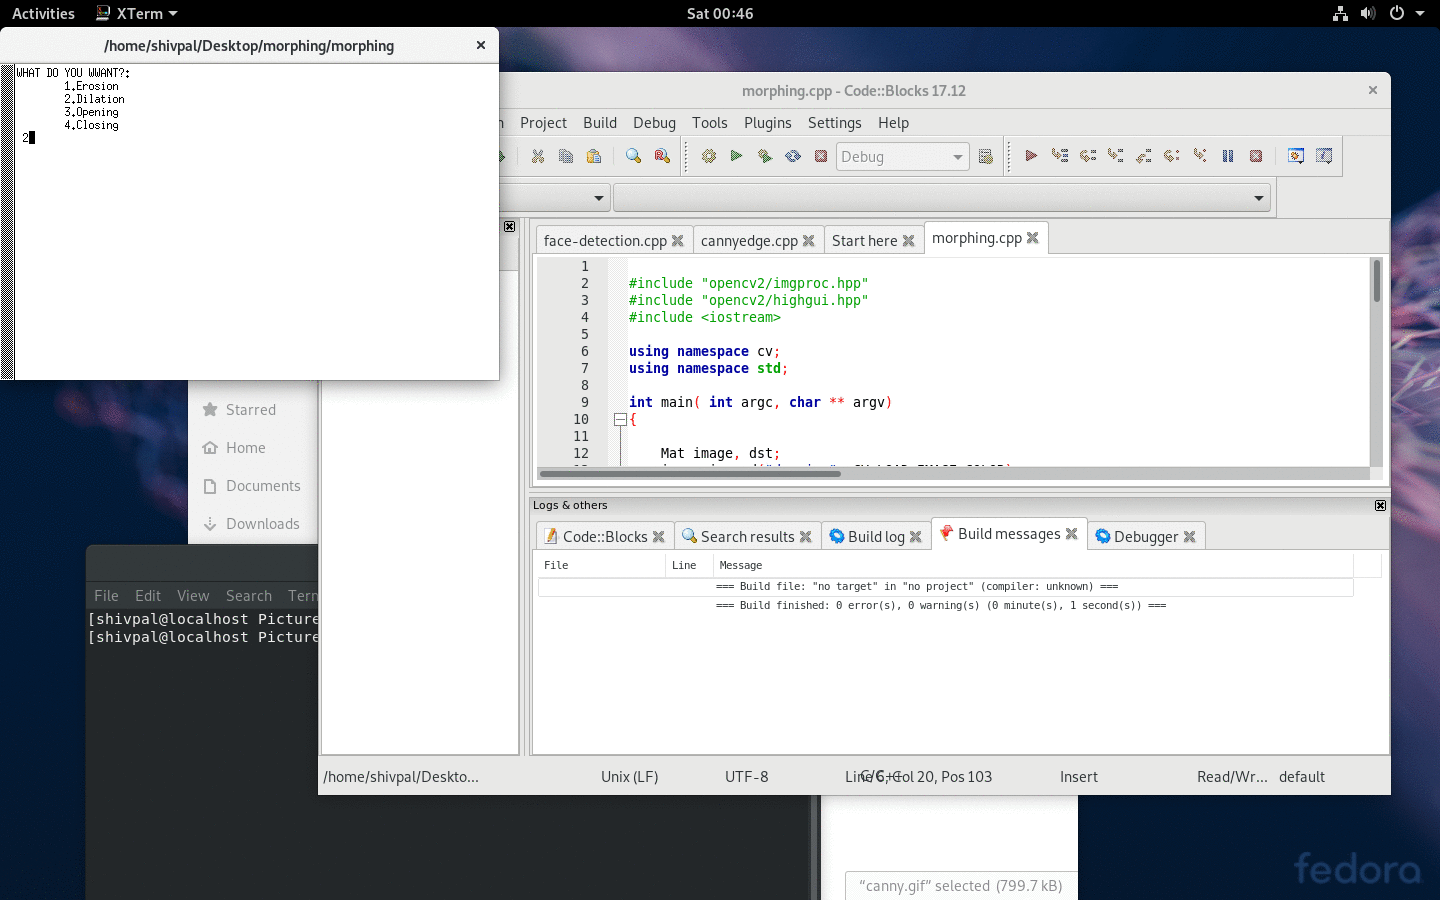 Activities XTerm Sat 00:46
/home/shivpal/Desktop/morphing/morphing
WHAT DO YOU WWANT?:
1.Erosion
2.Dilation
3.Opening
4.Closing
2
morphing.cpp - Code::Blocks 17.12
Project Build Debug Tools Plugins Settings Help
Debug
face-detection.cpp cannyedge.cpp Start here morphing.cpp
1
2 #include "opencv2/imgproc.hpp"
3 #include "opencv2/highgui.hpp"
4 #include <iostream>
5
6 using namespace cv;
7 using namespace std;
8
9 int main( int argc, char ** argv)
10 {
11
12 Mat image, dst;
Starred
Home
Documents
Downloads
Logs & others
Code::Blocks Search results Build log Build messages Debugger
File Line Message
=== Build file: "no target" in "no project" (compiler: unknown) ===
=== Build finished: 0 error(s), 0 warning(s) (0 minute(s), 1 second(s)) ===
File Edit View Search Term
[shivpal@localhost Picture
[shivpal@localhost Picture
/home/shivpal/Deskto... Unix (LF) UTF-8 Col 20, Pos 103 Insert Read/Wr... default
"canny.gif" selected (799.7 kB)
fedora